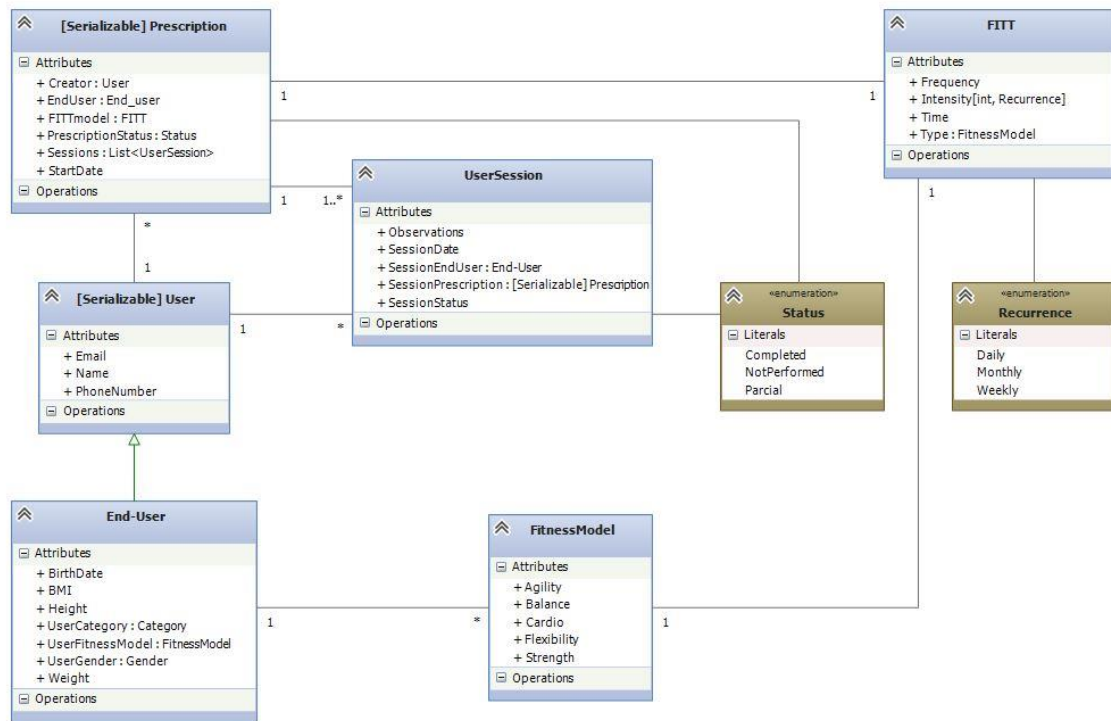 [Serializable] Prescription
Attributes
+ Creator : User
+ EndUser : End_user
+ FITTmodel : FITT
+ PrescriptionStatus : Status
+ Sessions : List<UserSession>
+ StartDate
Operations
FITT
Attributes
+ Frequency
+ Intensity[int, Recurrence]
+ Time
+ Type : FitnessModel
Operations
1
1
1
1..*
1
*
1
UserSession
Attributes
+ Observations
+ SessionDate
+ SessionEndUser : End-User
+ SessionPrescription : [Serializable] Prescription
+ SessionStatus
Operations
[Serializable] User
Attributes
+ Email
+ Name
+ PhoneNumber
Operations
1
*
«enumeration»
Status
Literals
Completed
NotPerformed
Parcial
«enumeration»
Recurrence
Literals
Daily
Monthly
Weekly
End-User
Attributes
+ BirthDate
+ BMI
+ Height
+ UserCategory : Category
+ UserFitnessModel : FitnessModel
+ UserGender : Gender
+ Weight
Operations
1
*
FitnessModel
Attributes
+ Agility
+ Balance
+ Cardio
+ Flexibility
+ Strength
Operations
1